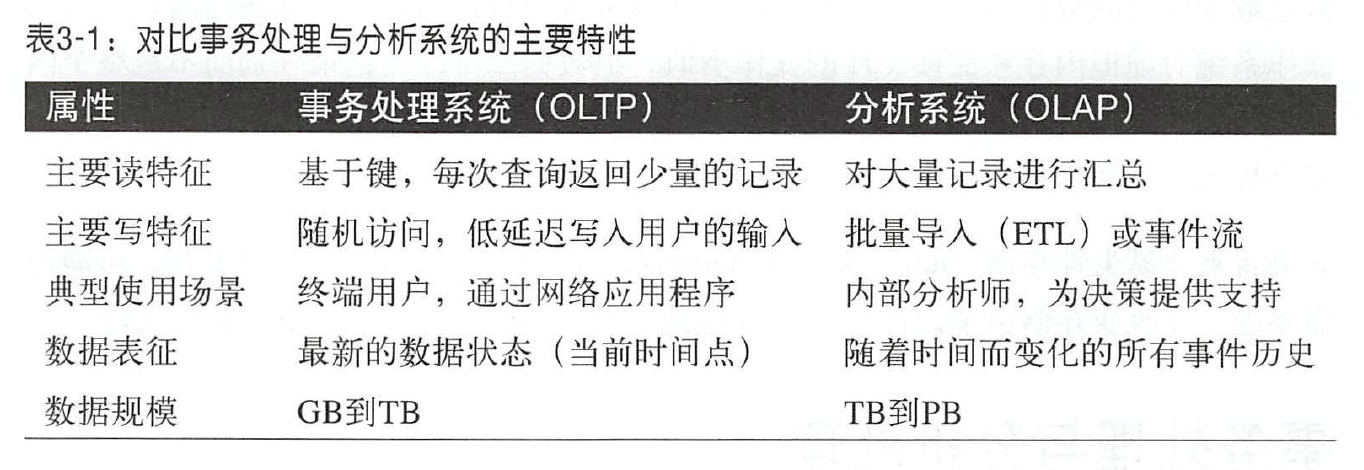 表3-1：对比事务处理与分析系统的主要特性
属性 事务处理系统（OLTP） 分析系统（OLAP）
主要读特征 基于键，每次查询返回少量的记录 对大量记录进行汇总
主要写特征 随机访问，低延迟写入用户的输入 批量导入（ETL）或事件流
典型使用场景 终端用户，通过网络应用程序 内部分析师，为决策提供支持
数据表征 最新的数据状态（当前时间点） 随着时间而变化的所有事件历史
数据规模 GB到TB TB到PB